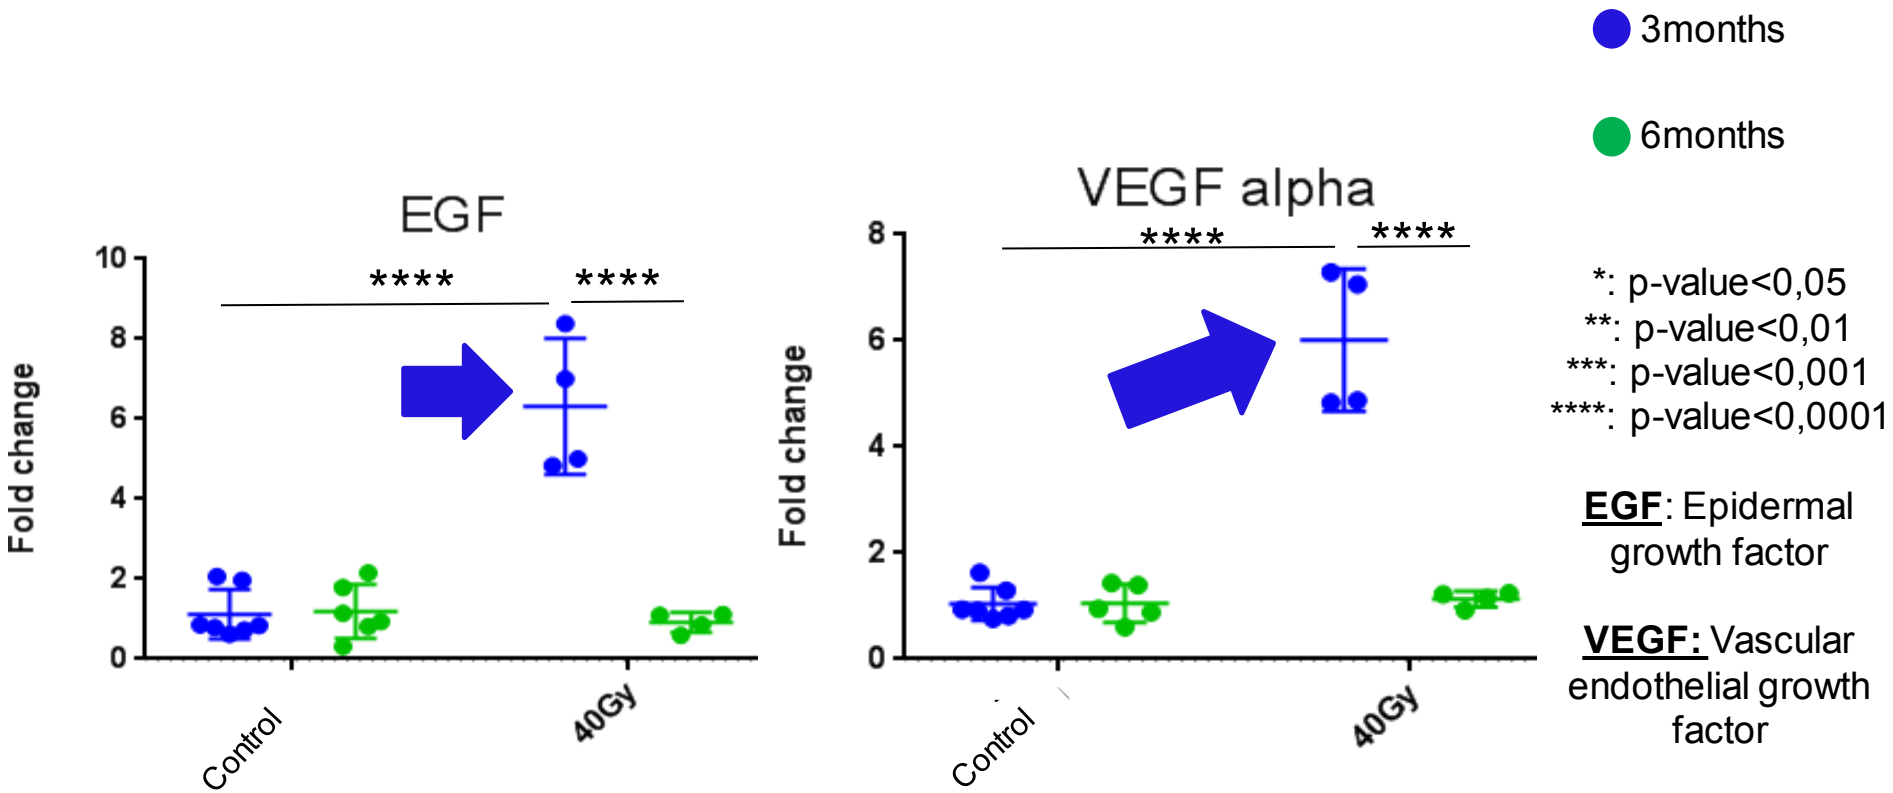 EGF
****
****
10
8
6
4
2
0
Fold change
Control
40Gy
VEGF alpha
****
****
8
6
4
2
0
Fold change
Control
40Gy
3months
6months
*: p-value<0,05
**: p-value<0,01
***: p-value<0,001
****: p-value<0,0001
EGF: Epidermal
growth factor
VEGF: Vascular
endothelial growth
factor